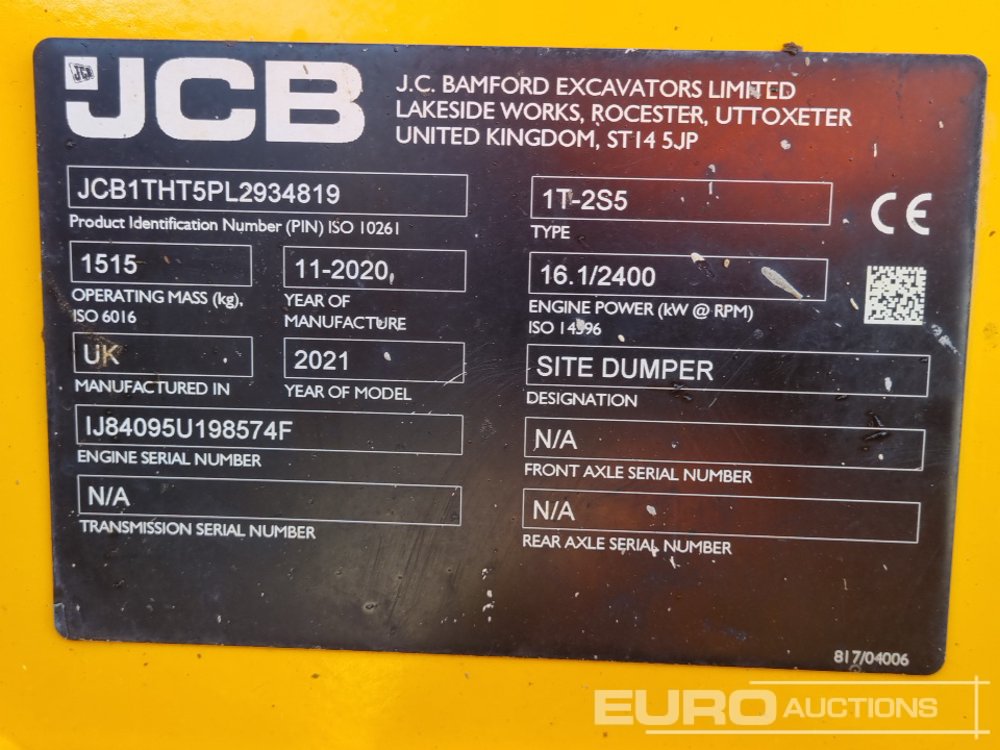 JCB
JCB
J.C. BAMFORD EXCAVATORS LIMITED
LAKESIDE WORKS, ROCESTER, UTTOXETER
UNITED KINGDOM, ST14 5JP
JCB1THT5PL2934819
Product Identification Number (PIN) ISO 10261
1T-2S5
TYPE
CE
1515
OPERATING MASS (kg),
ISO 6016
11-2020
YEAR OF
MANUFACTURE
16.1/2400
ENGINE POWER (kW @ RPM)
ISO 14396
UK
MANUFACTURED IN
2021
YEAR OF MODEL
SITE DUMPER
DESIGNATION
IJ84095U198574F
ENGINE SERIAL NUMBER
N/A
FRONT AXLE SERIAL NUMBER
N/A
TRANSMISSION SERIAL NUMBER
N/A
REAR AXLE SERIAL NUMBER
817/04006
EURO AUCTIONS